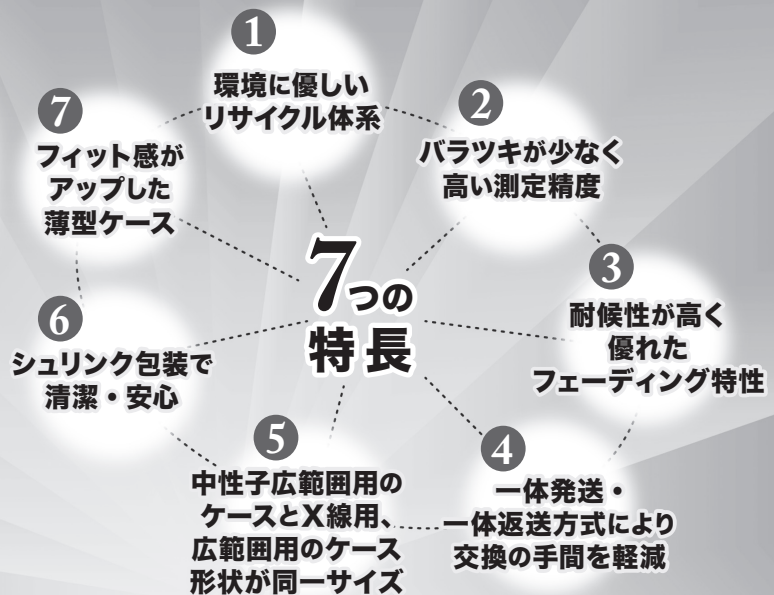 7つの
特長
1
環境に優しい
リサイクル体系
2
バラツキが少なく
高い測定精度
3
耐候性が高く
優れた
フェーディング特性
4
一体発送・
一体返送方式により
交換の手間を軽減
5
中性子広範囲用の
ケースとX線用、
広範囲用のケース
形状が同一サイズ
6
シュリンク包装で
清潔・安心
7
フィット感が
アップした
薄型ケース